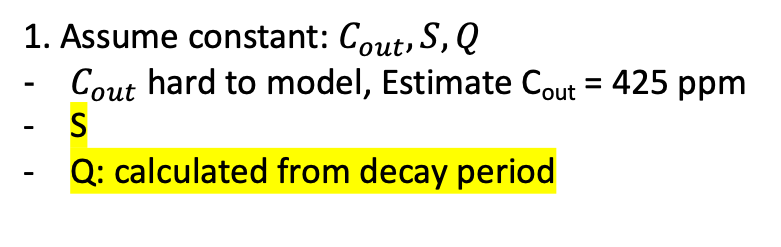 1. Assume constant: Cout, S, Q
- Cout hard to model, Estimate Cout = 425 ppm
- S
- Q: calculated from decay period